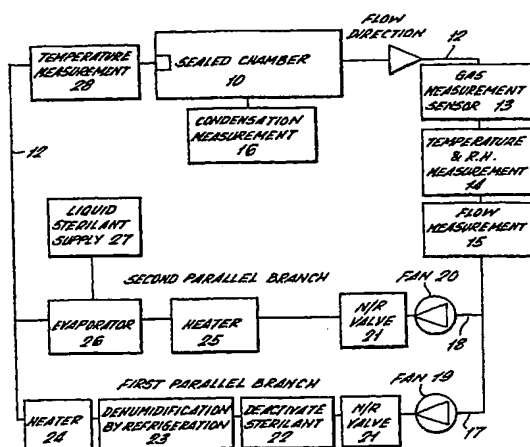 FLOW
DIRECTION
12
TEMPERATURE
MEASUREMENT
28
SEALED CHAMBER
10
GAS
MEASUREMENT
SENSOR 13
CONDENSATION
MEASUREMENT
16
TEMPERATURE
& R.H.
MEASUREMENT
14
12
FLOW
MEASUREMENT
15
LIQUID
STERILANT
SUPPLY 27
SECOND PARALLEL BRANCH
FAN 20
EVAPORATOR
26
HEATER
25
N/R
VALVE
21
18
FIRST PARALLEL BRANCH
FAN 19
HEATER
24
DEHUMIDIFICATION
BY REFRIGERATION
23
DEACTIVATE
STERILANT
22
N/R
VALVE
21
17